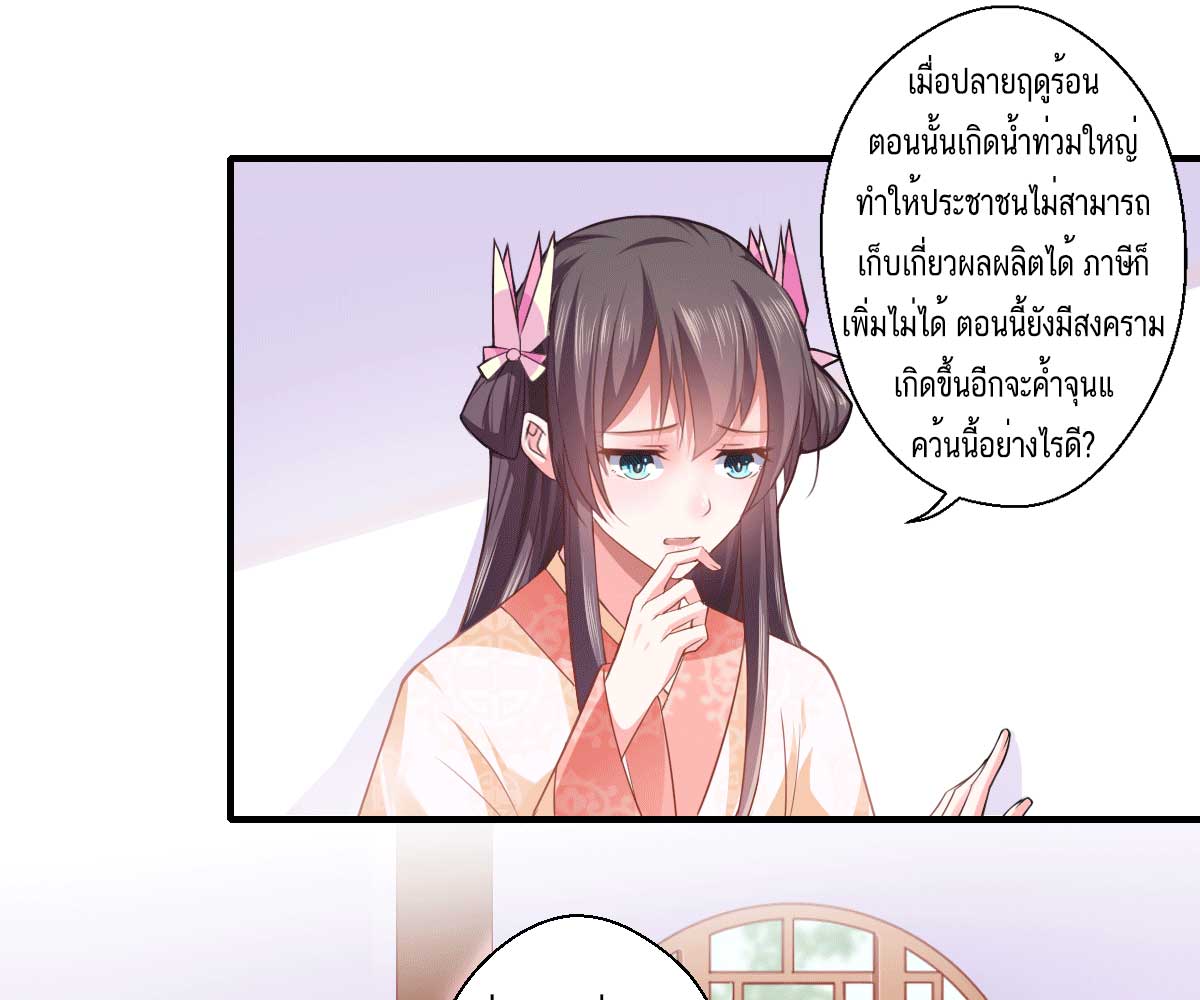 เมื่อปลายฤดูร้อน
ตอนนั้นเกิดน้ำท่วมใหญ่
ทำให้ประชาชนไม่สามารถ
เก็บเกี่ยวผลผลิตได้ ภาษีก็
เพิ่มไม่ได้ ตอนนี้ยังมีสงคราม
เกิดขึ้นอีกจะค้ำจุนแ
คว้นนี้อย่างไรดี?